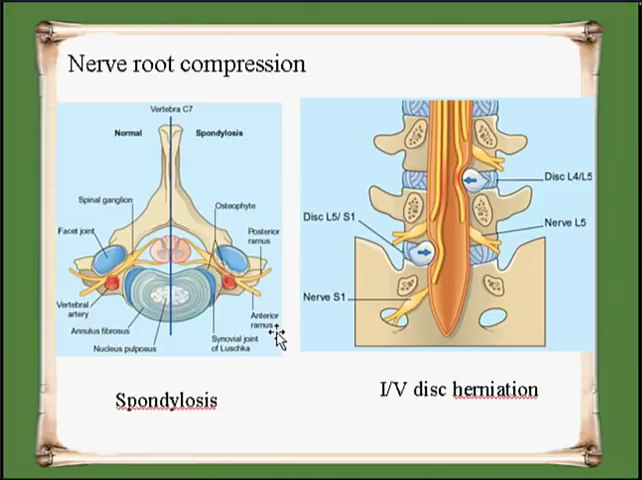 Nerve root compression
Vertebra C7
Normal
Spondylosis
Spinal ganglion
Osteophyte
Facet joint
Posterior
ramus
Vertebral
artery
Anterior
ramus
Annulus fibrosus
Synovial joint
of Luschka
Nucleus pulposus
Disc L4/L5
Disc L5/ S1
Nerve L5
Nerve S1
Spondylosis
I/V disc herniation